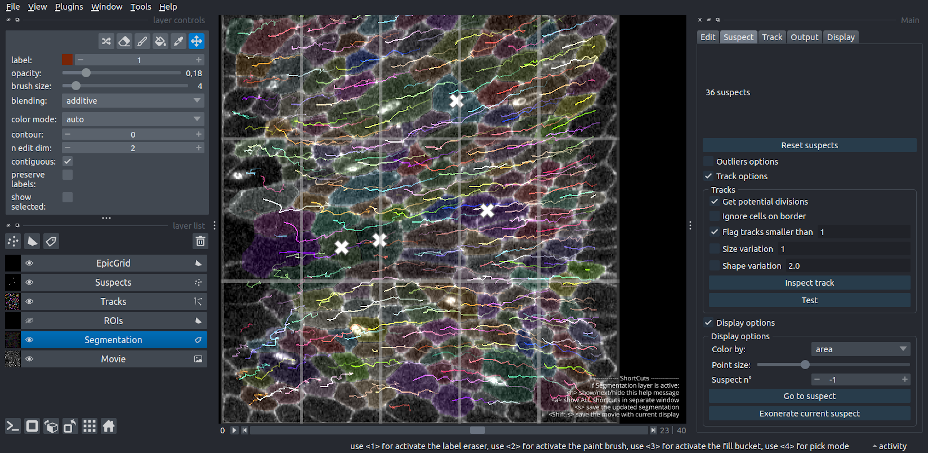 File View Plugins Window Tools Help
layer controls
label: 1
opacity: 0,18
brush size: 4
blending: additive
color mode: auto
contour: 0
n edit dim: 2
contiguous:
preserve
labels:
show
selected:
layer list
EpicGrid
Suspects
Tracks
ROIs
Segmentation
Movie
ShortCuts
Segmentation layer is active:
show/next/hide this help message
show ALL shortcuts in separate window
<s> save the updated segmentation
<Shift-s> save the movie with current display
0 23 40
use <1> for activate the label eraser, use <2> for activate the paint brush, use <3> for activate the fill bucket, use <4> for pick mode
activity
Main
Edit Suspect Track Output Display
36 suspects
Reset suspects
Outliers options
Track options
Tracks
Get potential divisions
Ignore cells on border
Flag tracks smaller than 1
Size variation 1
Shape variation 2.0
Inspect track
Test
Display options
Display options
Color by: area
Point size:
Suspect n° -1
Go to suspect
Exonerate current suspect